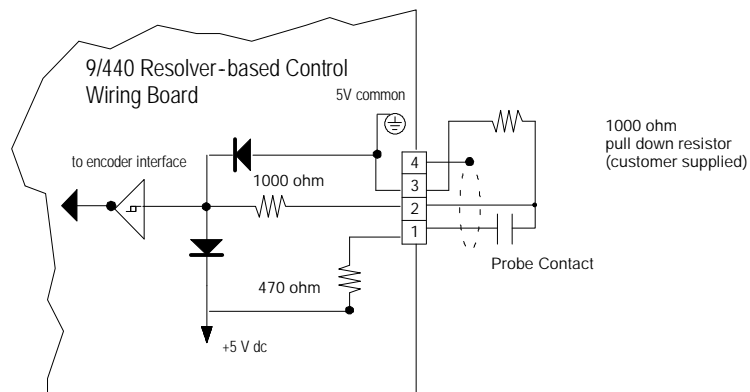 9/440 Resolver-based Control
Wiring Board
5V common
1000 ohm
pull down resistor
(customer supplied)
to encoder interface
1000 ohm
4
3
2
1
Probe Contact
470 ohm
+5 V dc